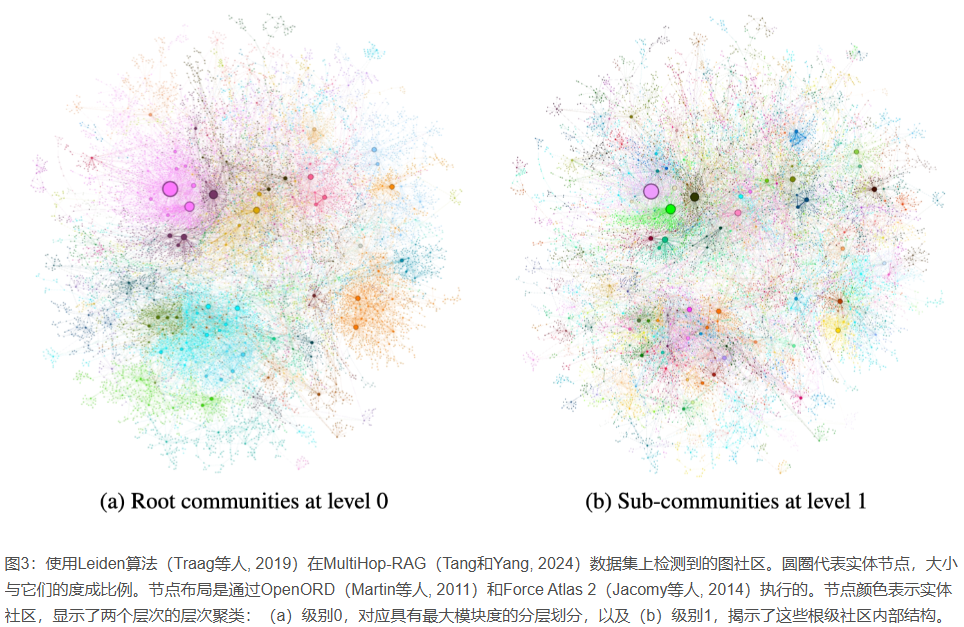 (a) Root communities at level 0
(b) Sub-communities at level 1
图3：使用Leiden算法（Traag等人, 2019）在MultiHop-RAG（Tang和Yang, 2024）数据集上检测到的图社区。圆圈代表实体节点，大小
与它们的度成比例。节点布局是通过OpenORD（Martin等人, 2011）和Force Atlas 2（Jacomy等人, 2014）执行的。节点颜色表示实体
社区，显示了两个层次的层次聚类：（a）级别0，对应具有最大模块度的分层划分，以及（b）级别1，揭示了这些根级社区内部结构。